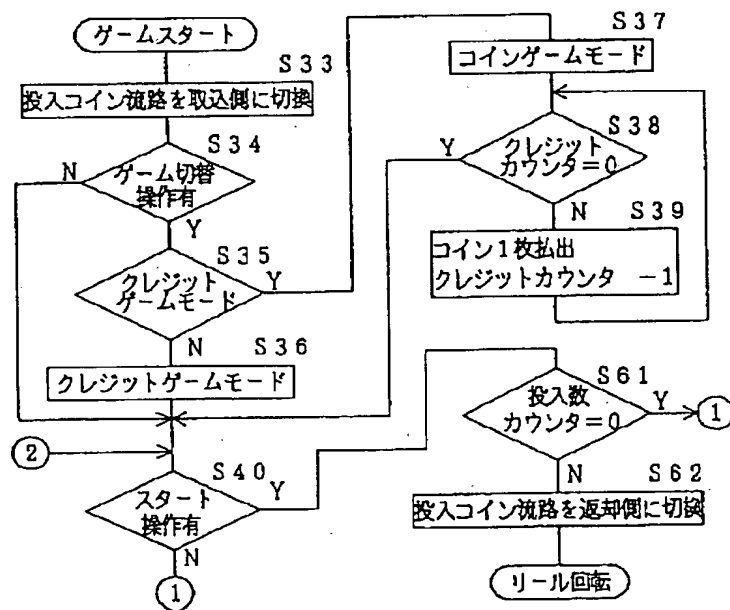 ゲームスタート
S33
投入コイン流路を取込側に切換
S34
N
ゲーム切替
操作有
Y
S35
クレジット
ゲームモード
Y
N
S36
クレジットゲームモード
②
S40
スタート
操作有
Y
N
①
S37
コインゲームモード
S38
Y
クレジット
カウンタ=0
N
S39
コイン1枚払出
クレジットカウンタ -1
S61
投入数
カウンタ=0
Y
①
N
S62
投入コイン流路を返却側に切換
リール回転